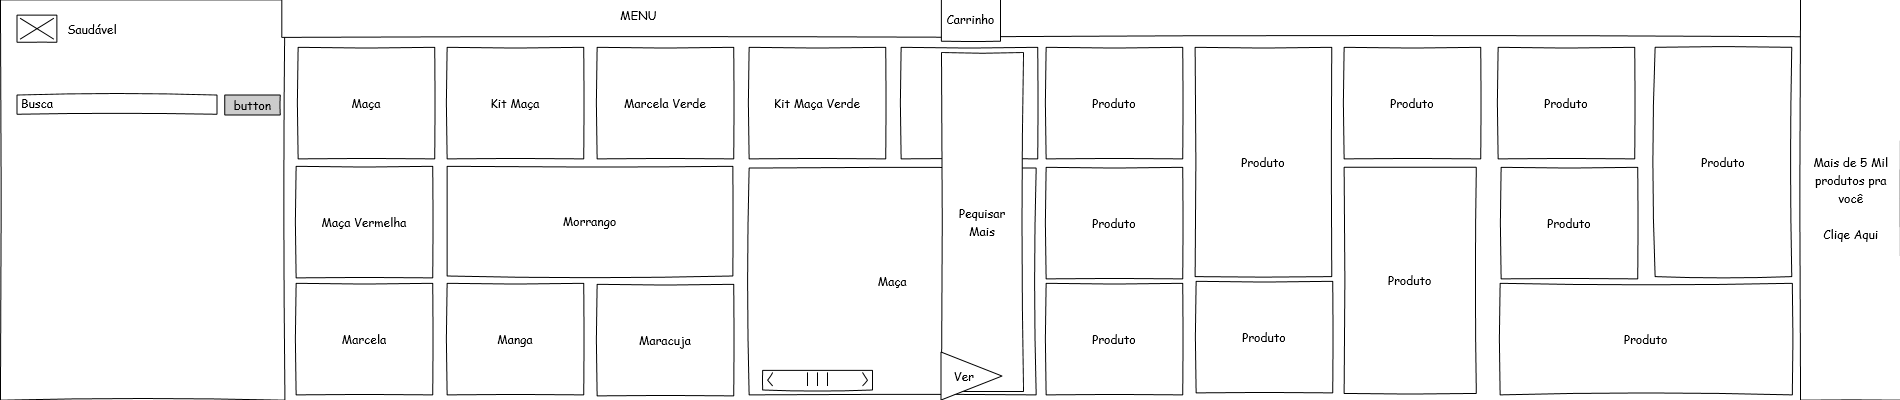 MENU
Carrinho
Saudável
Busca
button
Maça
Kit Maça
Marcela Verde
Kit Maça Verde
Produto
Produto
Produto
Produto
Produto
Mais de 5 Mil
produtos pra
você
Cliqe Aqui
Maça Vermelha
Morrango
Pequisar
Mais
Produto
Produto
Maça
Produto
Marcela
Manga
Maracuja
Ver
Produto
Produto
Produto